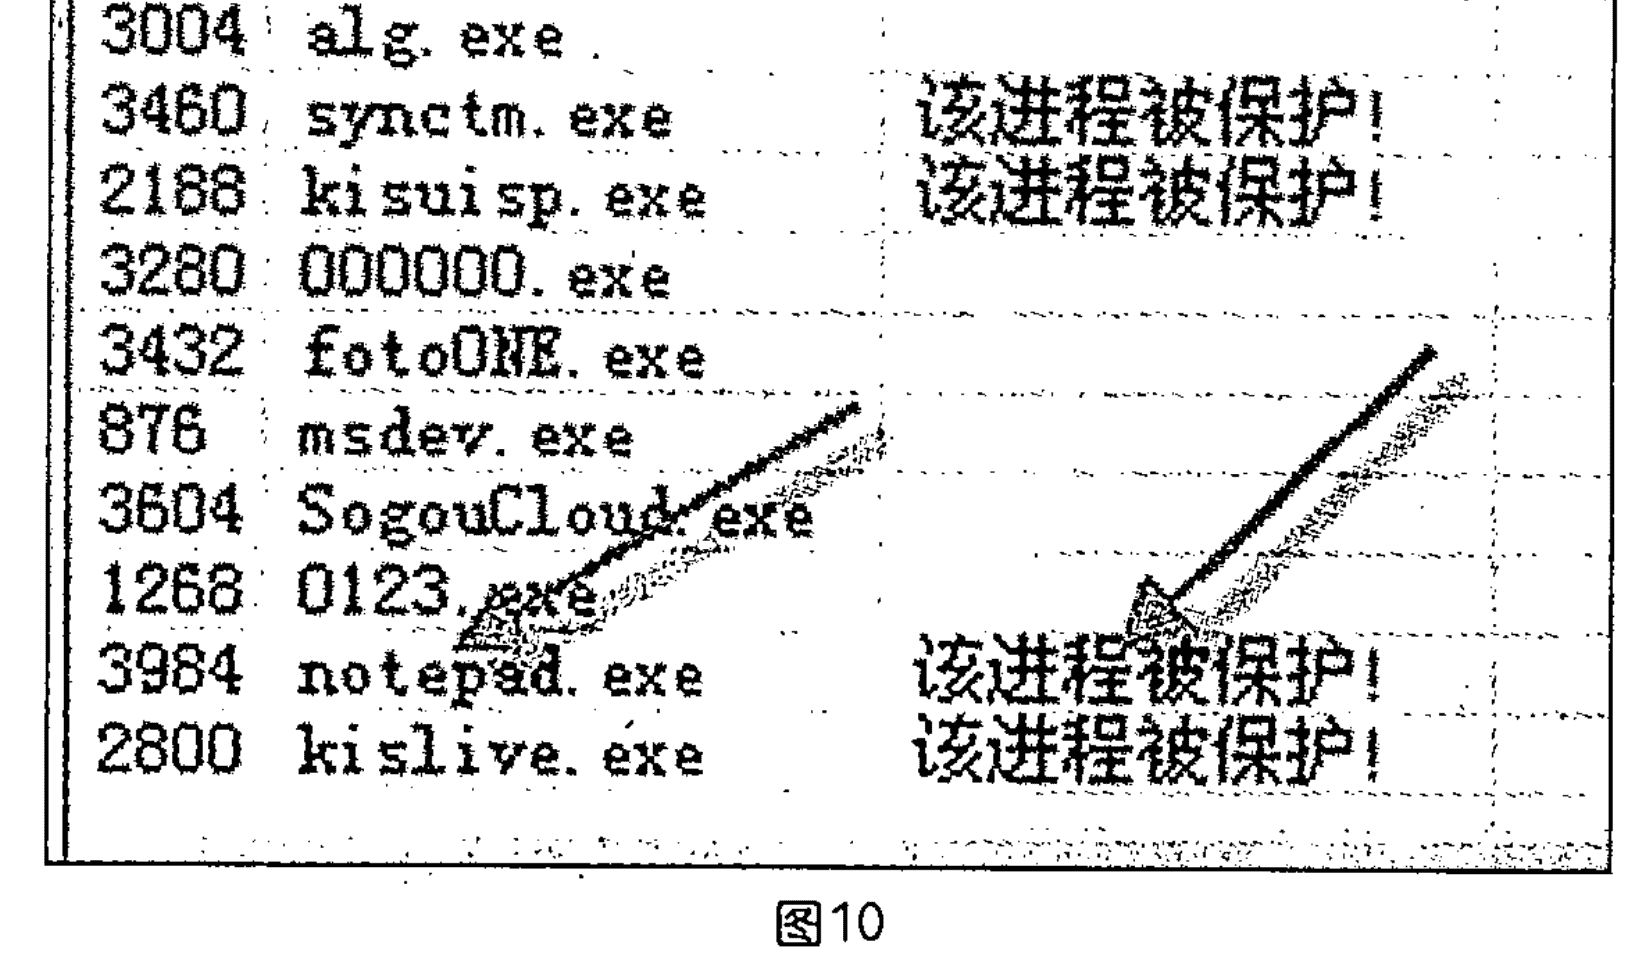 3004 alg.exe
3460 synctm.exe 该进程被保护!
2188 kisuisp.exe 该进程被保护!
3280 000000.exe
3432 fotoONE.exe
876 msdev.exe
3604 SogouCloud.exe
1268 0123.exe
3984 notepad.exe 该进程被保护!
2800 kislive.exe 该进程被保护!
图10